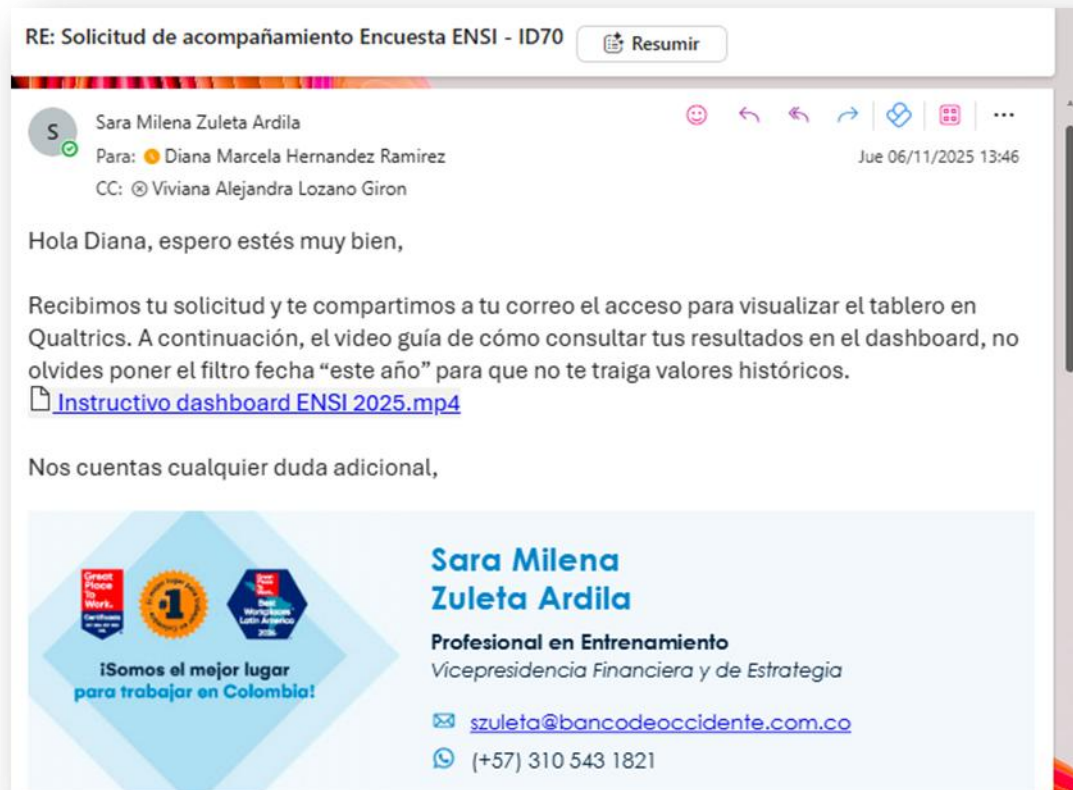 RE: Solicitud de acompañamiento Encuesta ENSI - ID70
Resumir
S
Sara Milena Zuleta Ardila
Para: Diana Marcela Hernandez Ramirez
Jue 06/11/2025 13:46
CC: Viviana Alejandra Lozano Giron
Hola Diana, espero estés muy bien,
Recibimos tu solicitud y te compartimos a tu correo el acceso para visualizar el tablero en
Qualtrics. A continuación, el video guía de cómo consultar tus resultados en el dashboard, no
olvides poner el filtro fecha “este año” para que no te traiga valores históricos.
Instructivo dashboard ENSI 2025.mp4
Nos cuentas cualquier duda adicional,
Great
Place
To
Work.
#1
Best
Workplaces
Latin America
¡Somos el mejor lugar
para trabajar en Colombia!
Sara Milena
Zuleta Ardila
Profesional en Entrenamiento
Vicepresidencia Financiera y de Estrategia
szuleta@bancodeoccidente.com.co
(+57) 310 543 1821